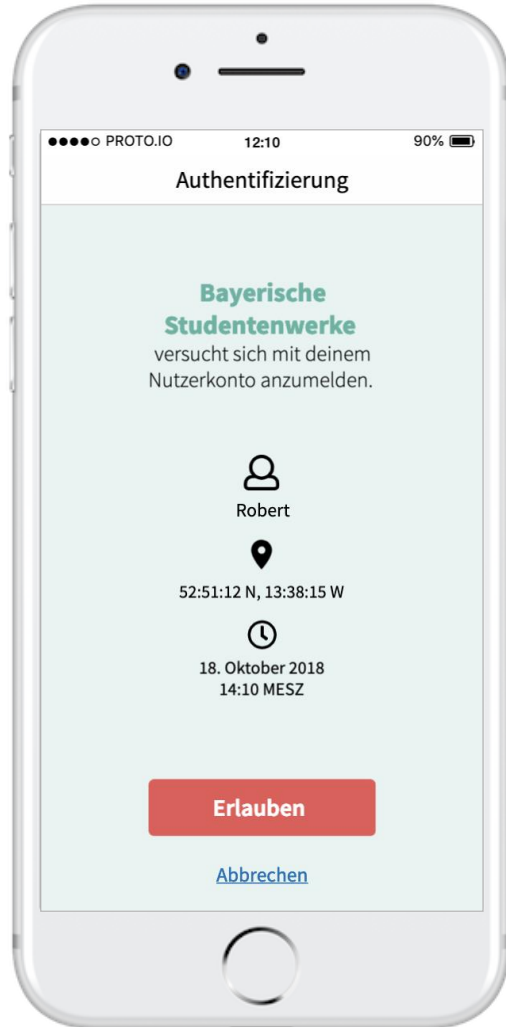 PROTO.IO 12:10 90%
Authentifizierung
Bayerische
Studentenwerke
versucht sich mit deinem
Nutzerkonto anzumelden.
Robert
52:51:12 N, 13:38:15 W
18. Oktober 2018
14:10 MESZ
Erlauben
Abbrechen